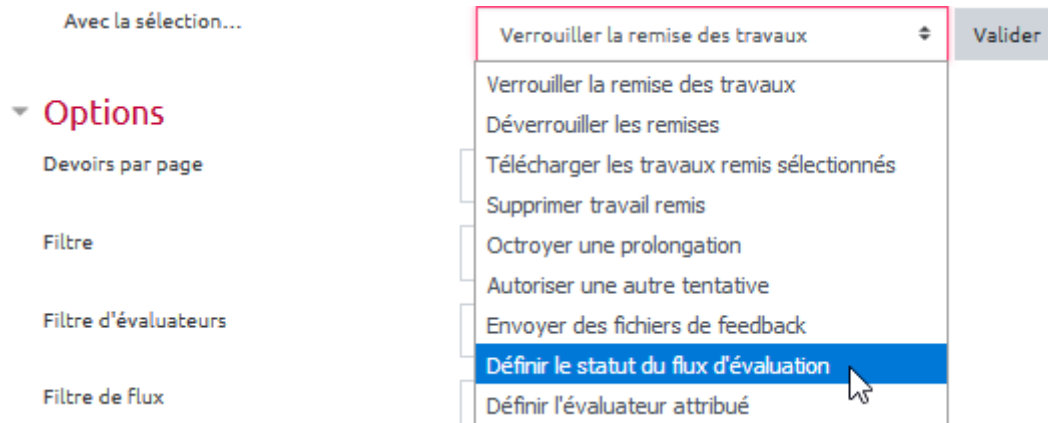 Avec la sélection...
Verrouiller la remise des travaux
Valider
Verrouiller la remise des travaux
Déverrouiller les remises
Télécharger les travaux remis sélectionnés
Supprimer travail remis
Octroyer une prolongation
Autoriser une autre tentative
Envoyer des fichiers de feedback
Définir le statut du flux d'évaluation
Définir l'évaluateur attribué
Options
Devoirs par page
Filtre
Filtre d'évaluateurs
Filtre de flux